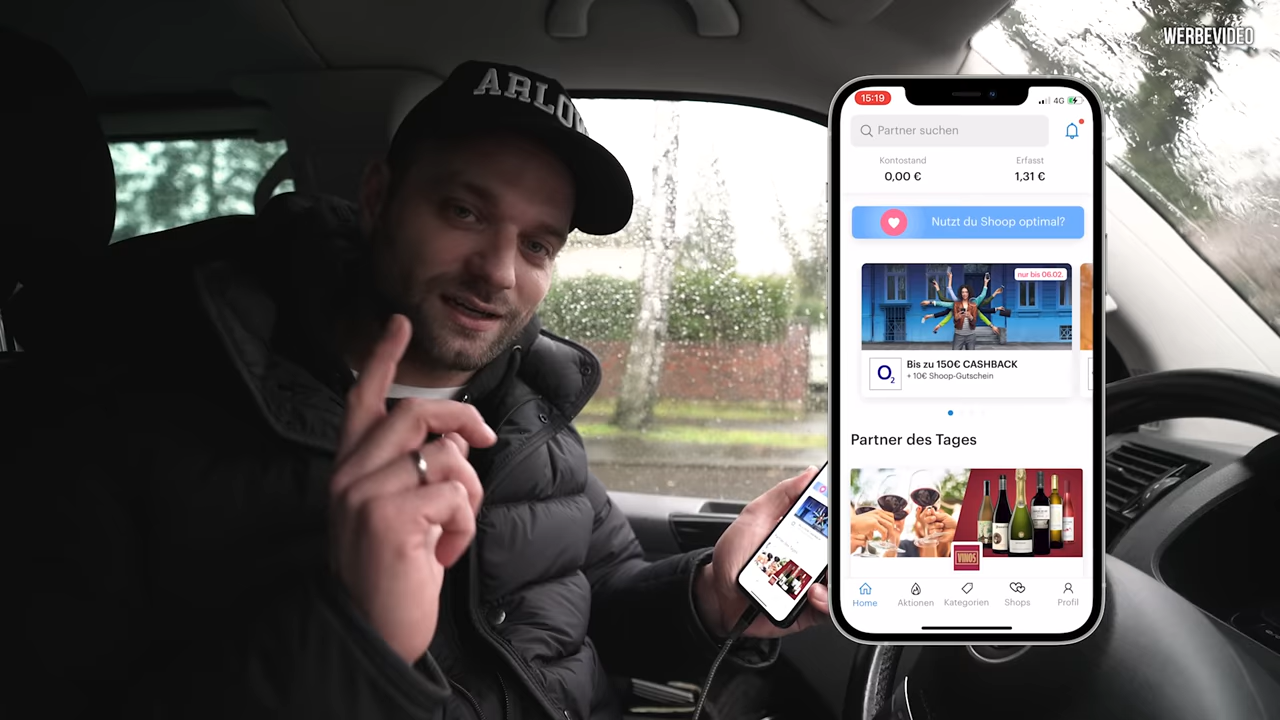 WERBEVIDEO
ARLO
15:19
4G
Partner suchen
Kontostand
Erfasst
0,00 €
1,31 €
Nutzt du Shoop optimal?
nur bis 06.02.
O2
Bis zu 150€ CASHBACK
+ 10€ Shoop-Gutschein
Partner des Tages
VINOS
Home
Aktionen
Kategorien
Shops
Profil